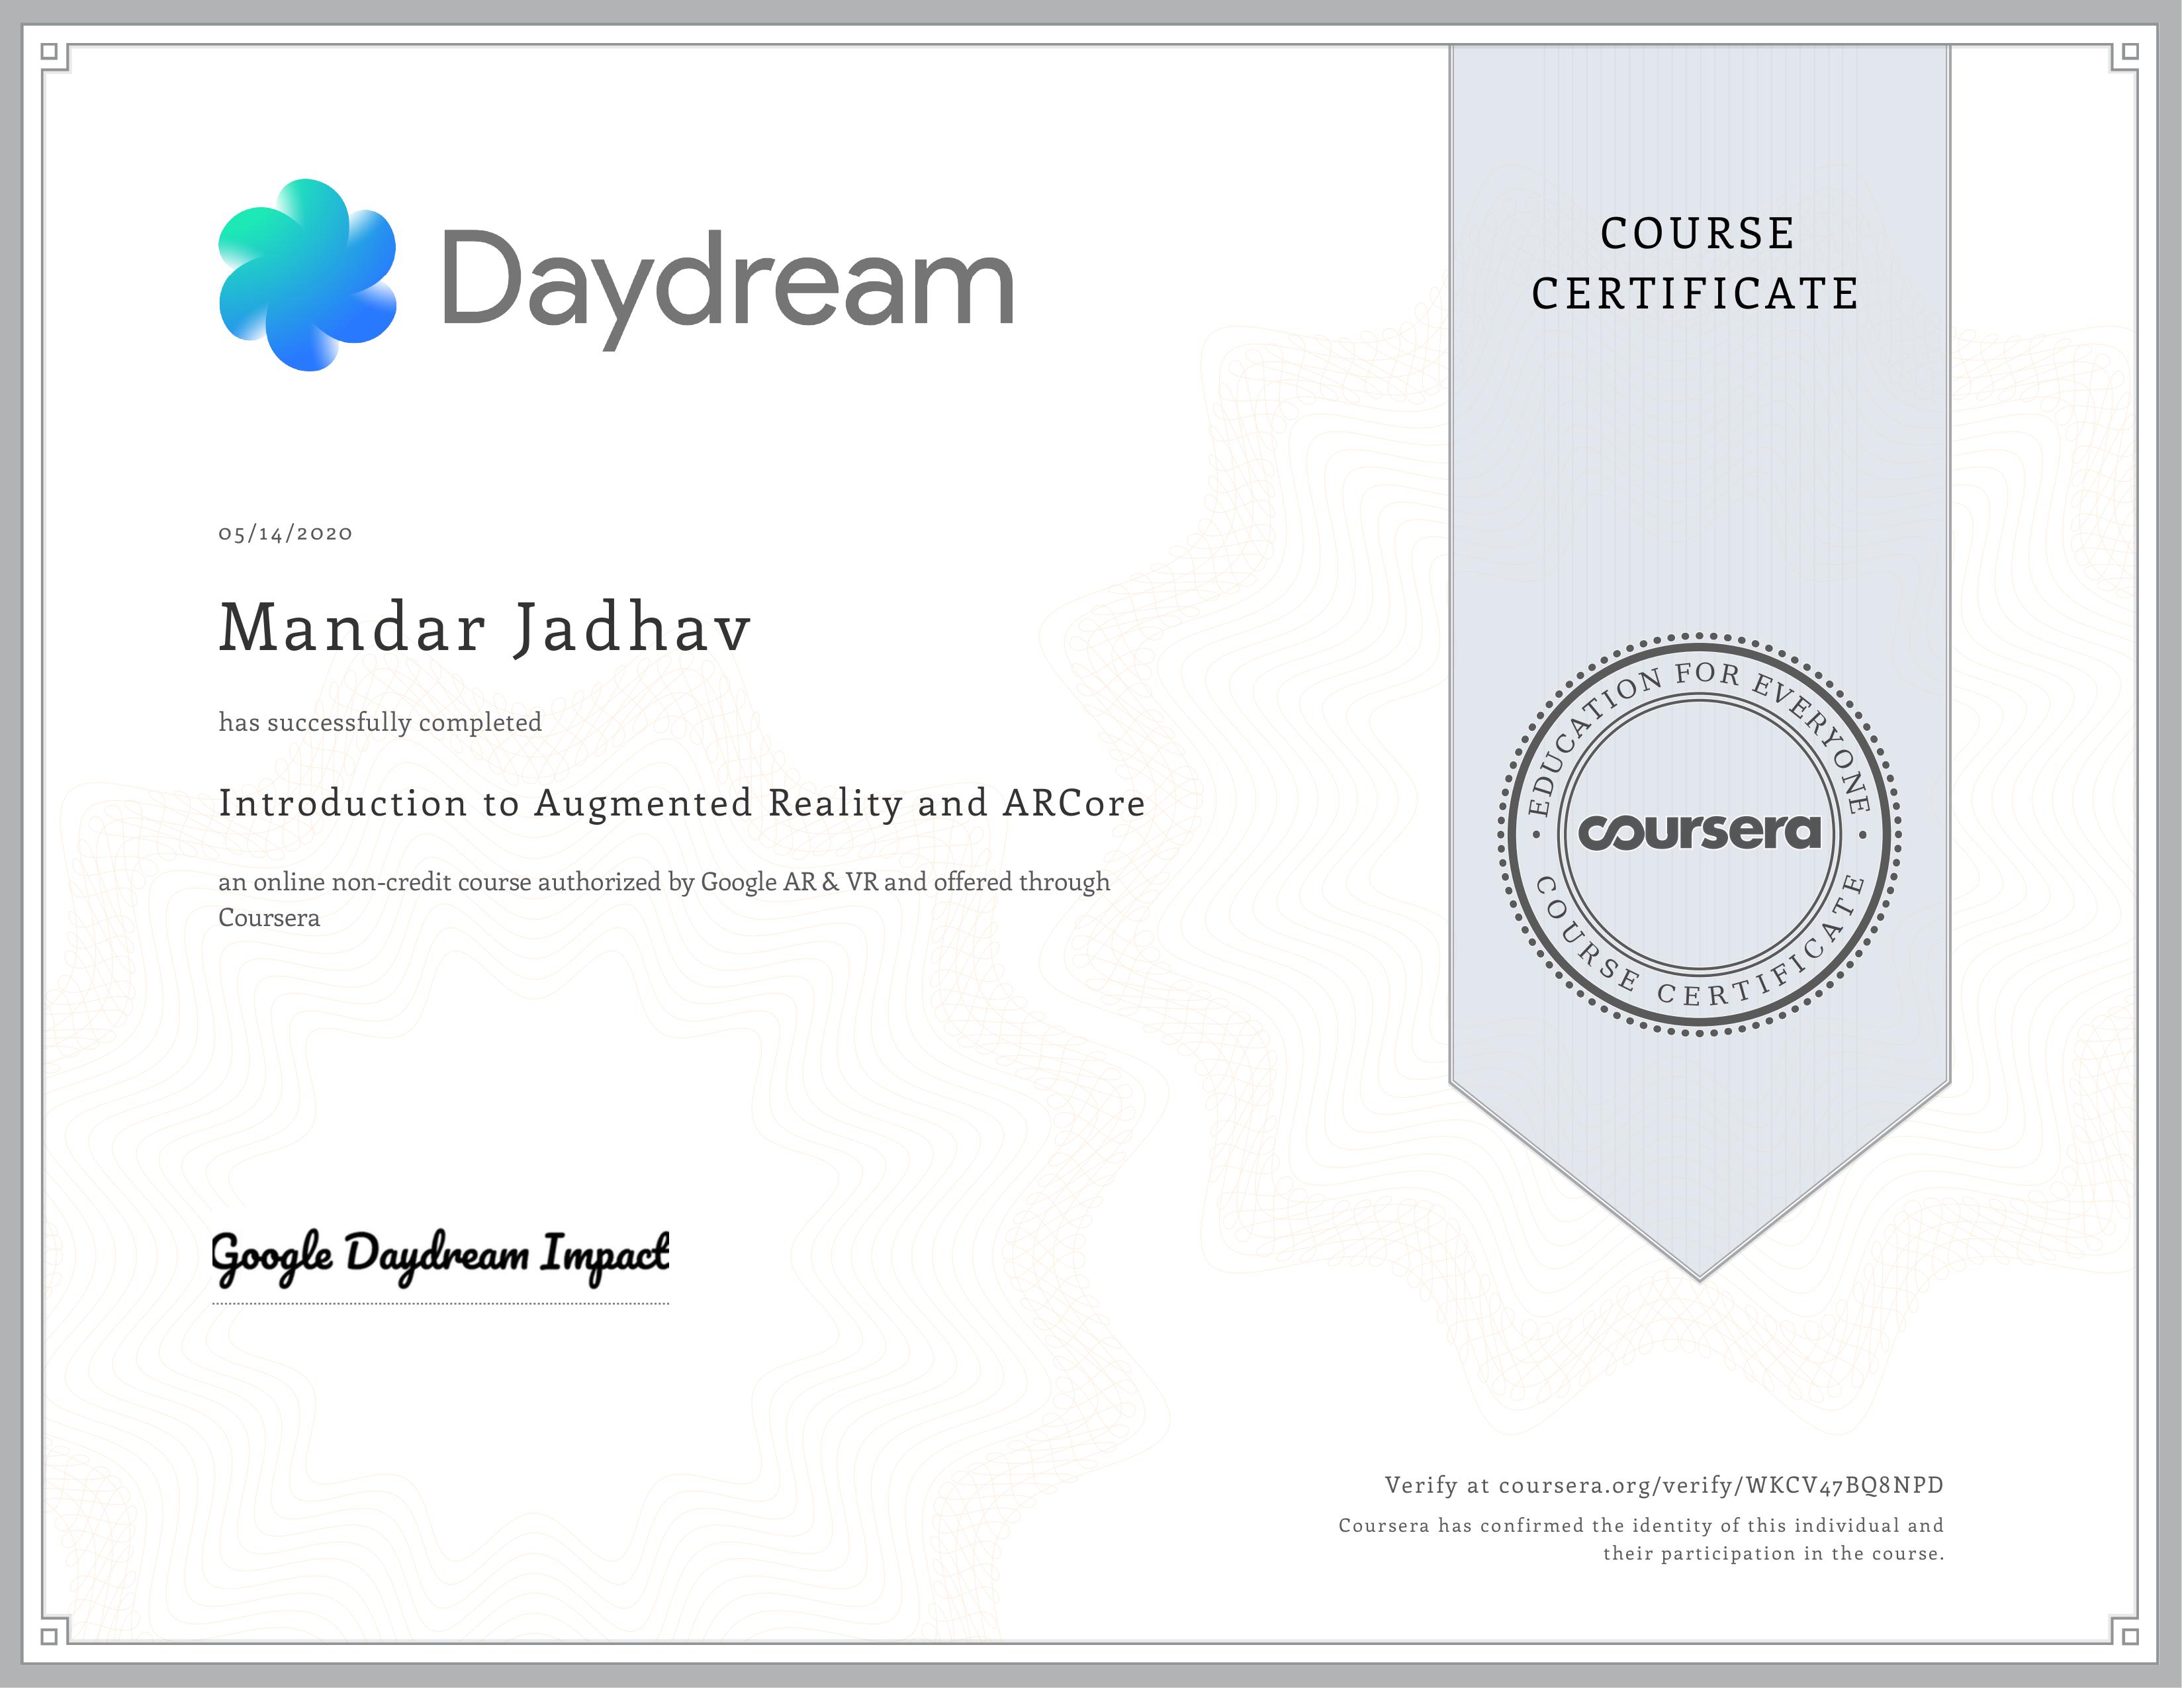 Daydream
COURSE
CERTIFICATE
05/14/2020
Mandar Jadhav
has successfully completed
Introduction to Augmented Reality and ARCore
an online non-credit course authorized by Google AR & VR and offered through
Coursera
EDUCATION FOR EVERYONE
coursera
COURSE CERTIFICATE
Google Daydream Impact
Verify at coursera.org/verify/WKCV47BQ8NPD
Coursera has confirmed the identity of this individual and
their participation in the course.